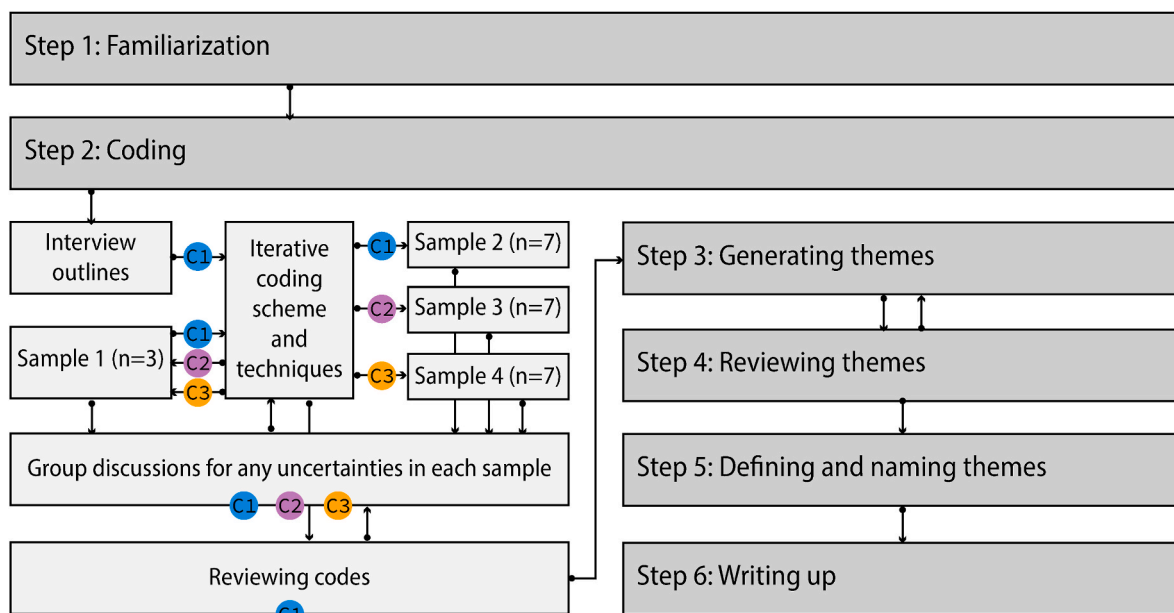 Step 1: Familiarization
Step 2: Coding
Interview
outlines
C1
Iterative
coding
scheme
and
techniques
C1
Sample 2 (n=7)
C2
Sample 3 (n=7)
C3
Sample 4 (n=7)
Sample 1 (n=3)
C1
C2
C3
Group discussions for any uncertainties in each sample
C1
C2
C3
Reviewing codes
C1
Step 3: Generating themes
Step 4: Reviewing themes
Step 5: Defining and naming themes
Step 6: Writing up